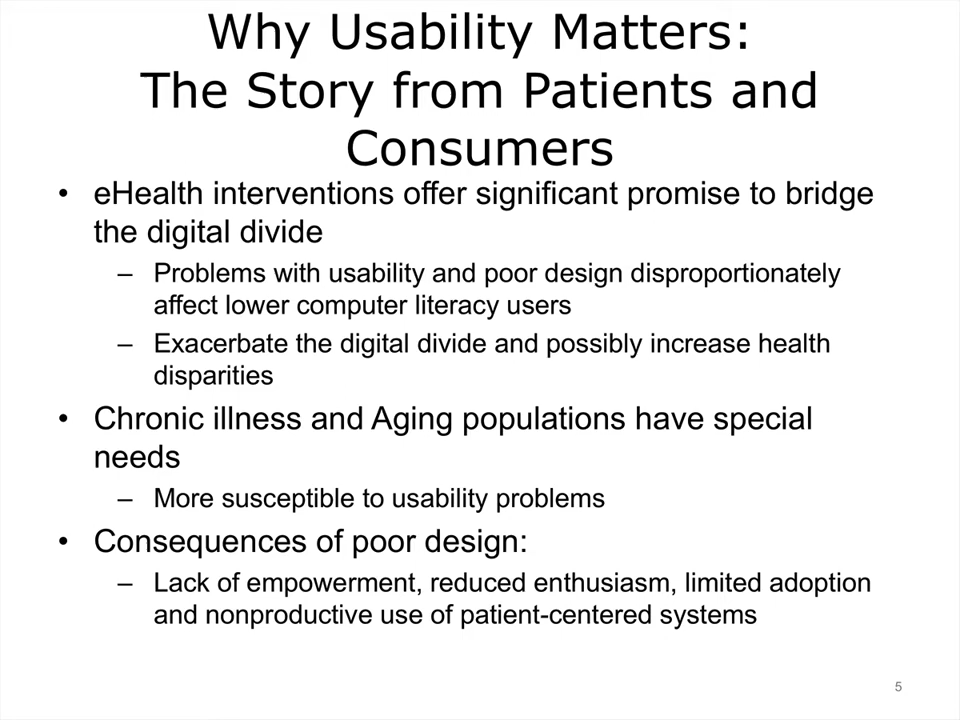 Why Usability Matters:
The Story from Patients and
Consumers
• eHealth interventions offer significant promise to bridge
the digital divide
– Problems with usability and poor design disproportionately
affect lower computer literacy users
– Exacerbate the digital divide and possibly increase health
disparities
• Chronic illness and Aging populations have special
needs
– More susceptible to usability problems
• Consequences of poor design:
– Lack of empowerment, reduced enthusiasm, limited adoption
and nonproductive use of patient-centered systems
5